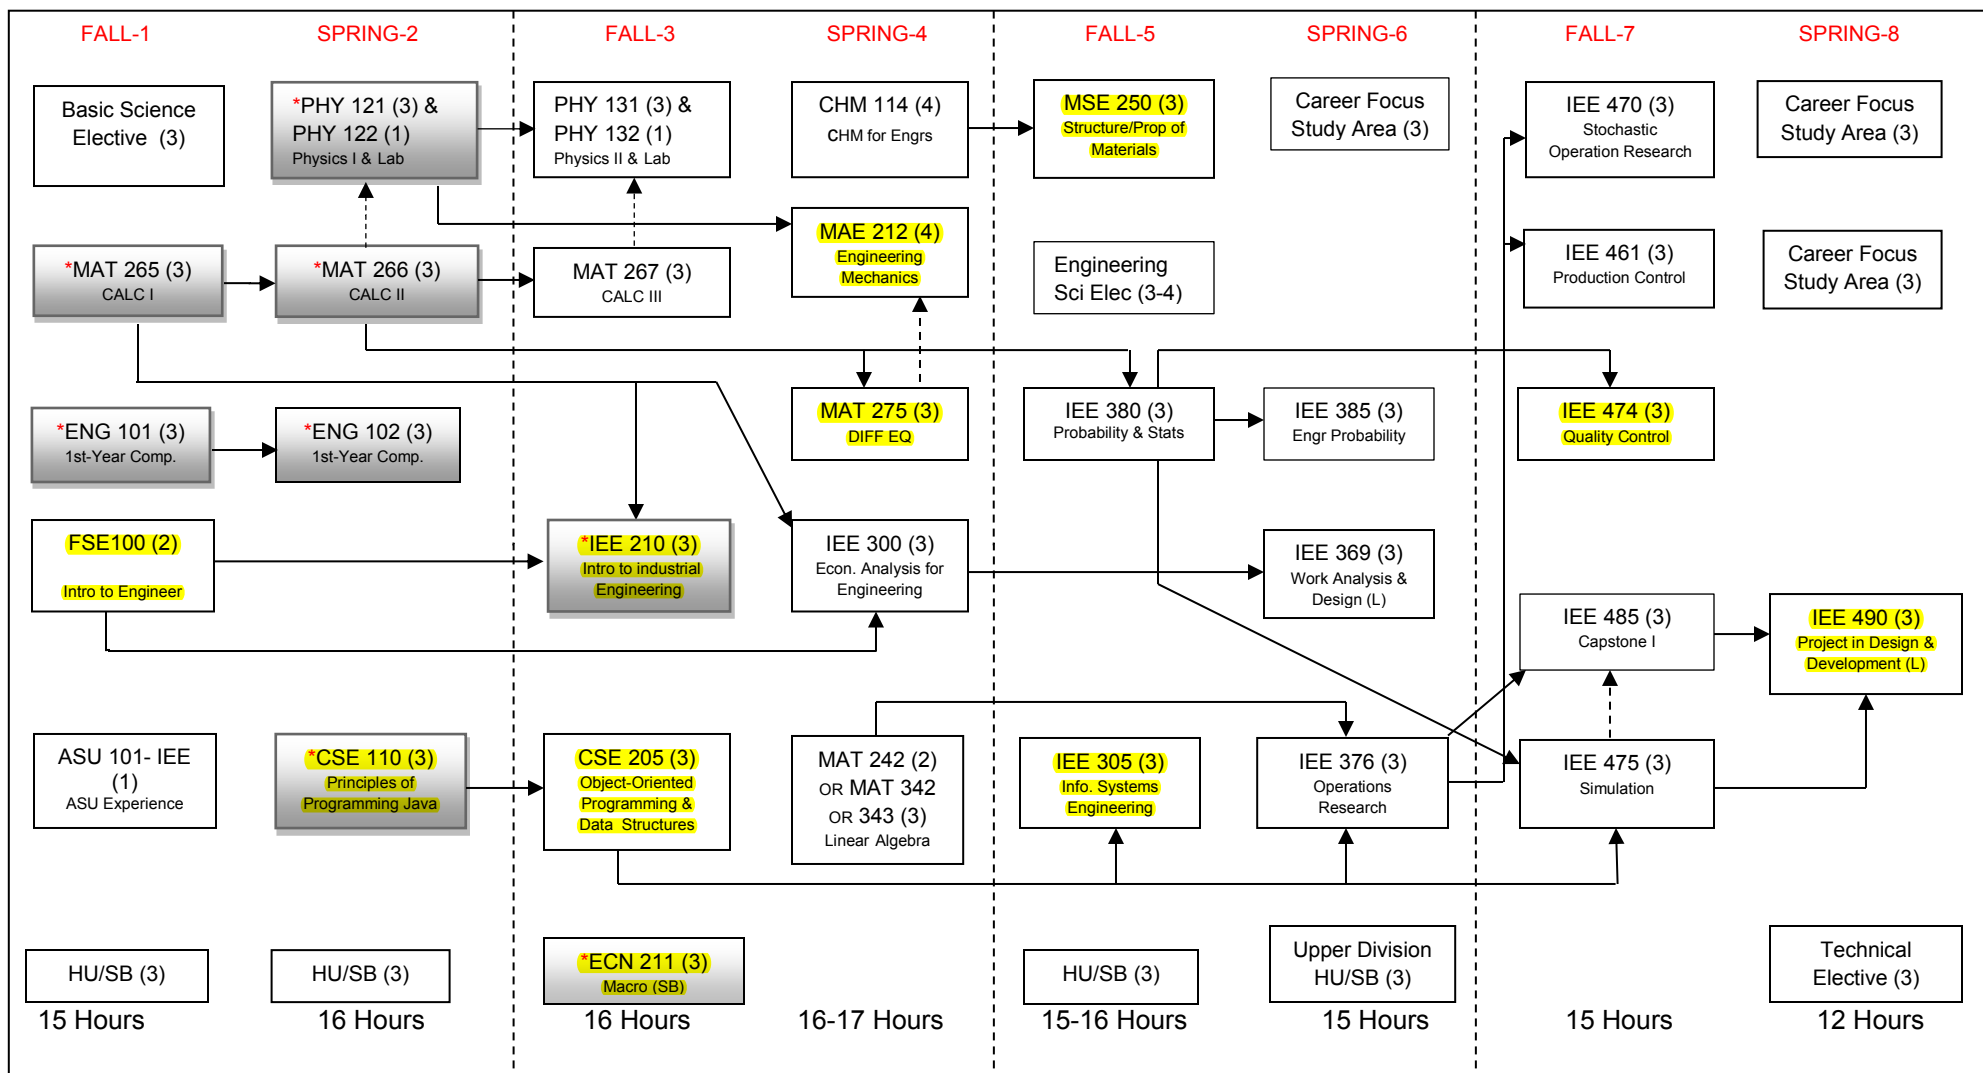 FALL-1
SPRING-2
FALL-3
SPRING-4
FALL-5
SPRING-6
FALL-7
SPRING-8
Basic Science
Elective (3)
*MAT 265 (3)
CALC I
*ENG 101 (3)
1st-Year Comp.
FSE100 (2)
Intro to Engineer
ASU 101- IEE
(1)
ASU Experience
HU/SB (3)
15 Hours
*PHY 121 (3) &
PHY 122 (1)
Physics I & Lab
*MAT 266 (3)
CALC II
*ENG 102 (3)
1st-Year Comp.
*CSE 110 (3)
Principles of
Programming Java
HU/SB (3)
16 Hours
PHY 131 (3) &
PHY 132 (1)
Physics II & Lab
MAT 267 (3)
CALC III
*IEE 210 (3)
Intro to industrial
Engineering
CSE 205 (3)
Object-Oriented
Programming &
Data Structures
*ECN 211 (3)
Macro (SB)
16 Hours
CHM 114 (4)
CHM for Engrs
MAE 212 (4)
Engineering
Mechanics
MAT 275 (3)
DIFF EQ
IEE 300 (3)
Econ. Analysis for
Engineering
MAT 242 (2)
OR MAT 342
OR 343 (3)
Linear Algebra
16-17 Hours
MSE 250 (3)
Structure/Prop of
Materials
Engineering
Sci Elec (3-4)
IEE 380 (3)
Probability & Stats
IEE 305 (3)
Info. Systems
Engineering
HU/SB (3)
15-16 Hours
Career Focus
Study Area (3)
IEE 385 (3)
Engr Probability
IEE 369 (3)
Work Analysis &
Design (L)
IEE 376 (3)
Operations
Research
Upper Division
HU/SB (3)
15 Hours
IEE 470 (3)
Stochastic
Operation Research
IEE 461 (3)
Production Control
IEE 474 (3)
Quality Control
IEE 485 (3)
Capstone I
IEE 475 (3)
Simulation
15 Hours
Career Focus
Study Area (3)
Career Focus
Study Area (3)
IEE 490 (3)
Project in Design &
Development (L)
Technical
Elective (3)
12 Hours